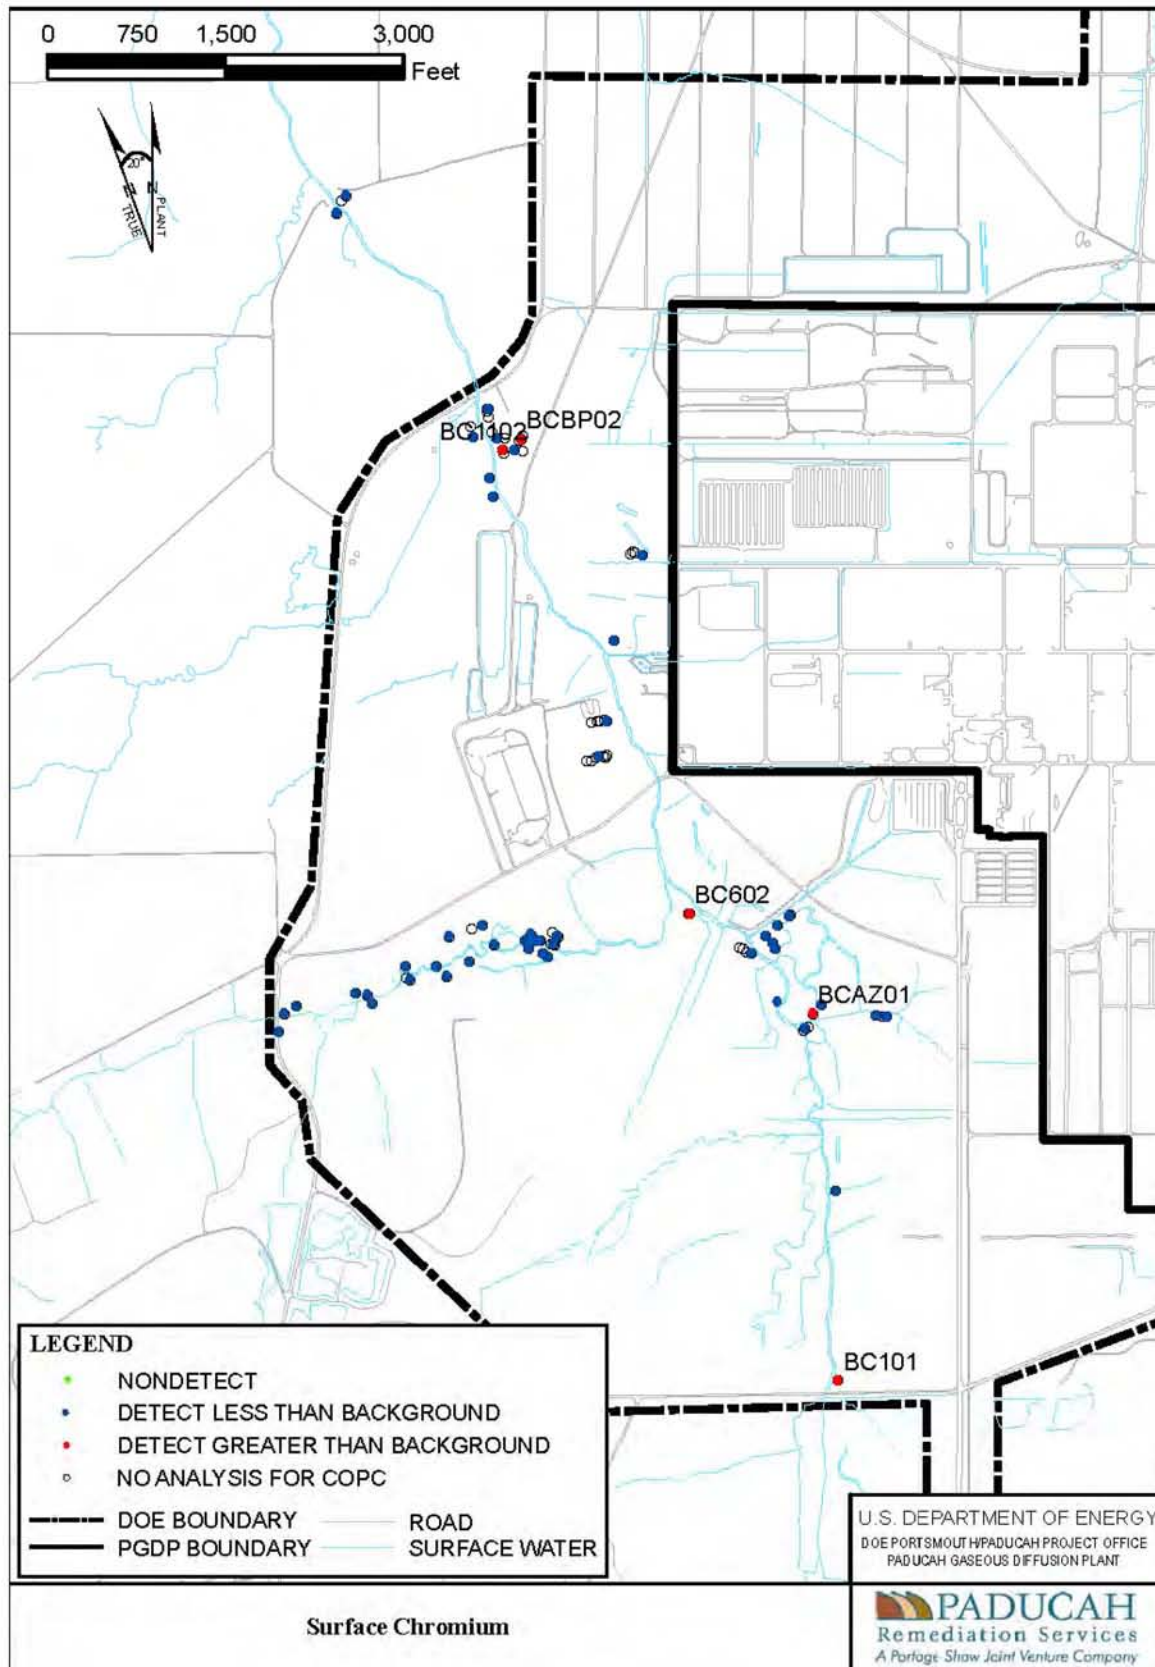 0 750 1,500 3,000
Feet
20°
N TRUE
N PLANT
BCBP02
BC1102
BC602
BCAZ01
BC101
LEGEND
NONDETECT
DETECT LESS THAN BACKGROUND
DETECT GREATER THAN BACKGROUND
NO ANALYSIS FOR COPC
DOE BOUNDARY
ROAD
PGDP BOUNDARY
SURFACE WATER
U.S. DEPARTMENT OF ENERGY
DOE PORTSMOUTH/PADUCAH PROJECT OFFICE
PADUCAH GASEOUS DIFFUSION PLANT
Surface Chromium
PADUCAH
Remediation Services
A Portage-Shaw Joint Venture Company